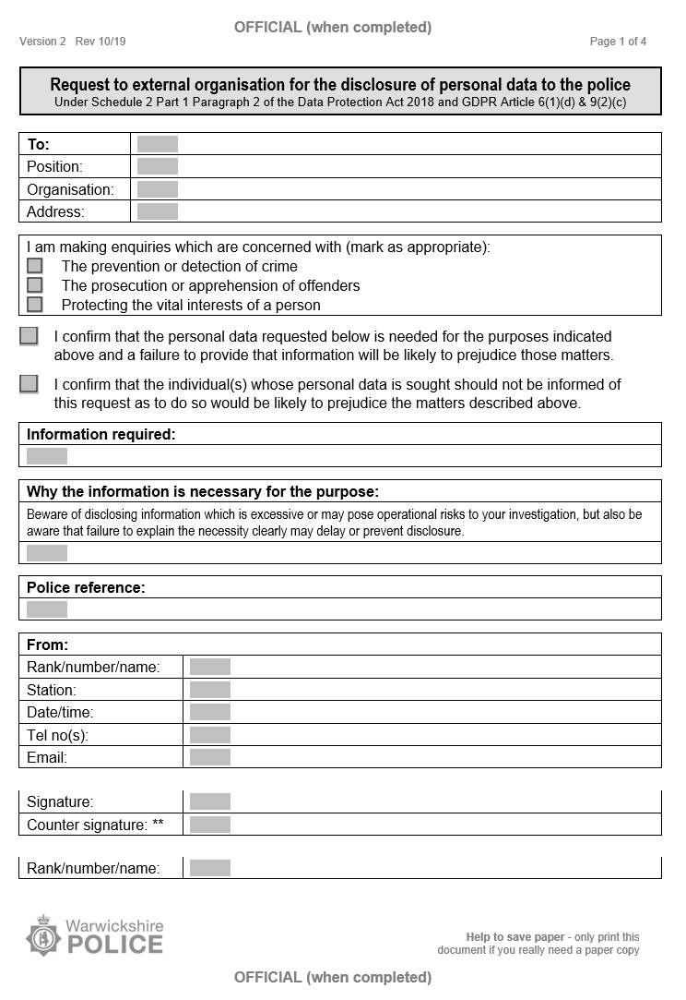 OFFICIAL (when completed)
Version 2 Rev 10/19
Page 1 of 4
Request to external organisation for the disclosure of personal data to the police
Under Schedule 2 Part 1 Paragraph 2 of the Data Protection Act 2018 and GDPR Article 6(1)(d) & 9(2)(c)
To:
Position:
Organisation:
Address:
I am making enquiries which are concerned with (mark as appropriate):
The prevention or detection of crime
The prosecution or apprehension of offenders
Protecting the vital interests of a person
I confirm that the personal data requested below is needed for the purposes indicated
above and a failure to provide that information will be likely to prejudice those matters.
I confirm that the individual(s) whose personal data is sought should not be informed of
this request as to do so would be likely to prejudice the matters described above.
Information required:
Why the information is necessary for the purpose:
Beware of disclosing information which is excessive or may pose operational risks to your investigation, but also be
aware that failure to explain the necessity clearly may delay or prevent disclosure.
Police reference:
From:
Rank/number/name:
Station:
Date/time:
Tel no(s):
Email:
Signature:
Counter signature: **
Rank/number/name:
Warwickshire
POLICE
Help to save paper - only print this
document if you really need a paper copy
OFFICIAL (when completed)